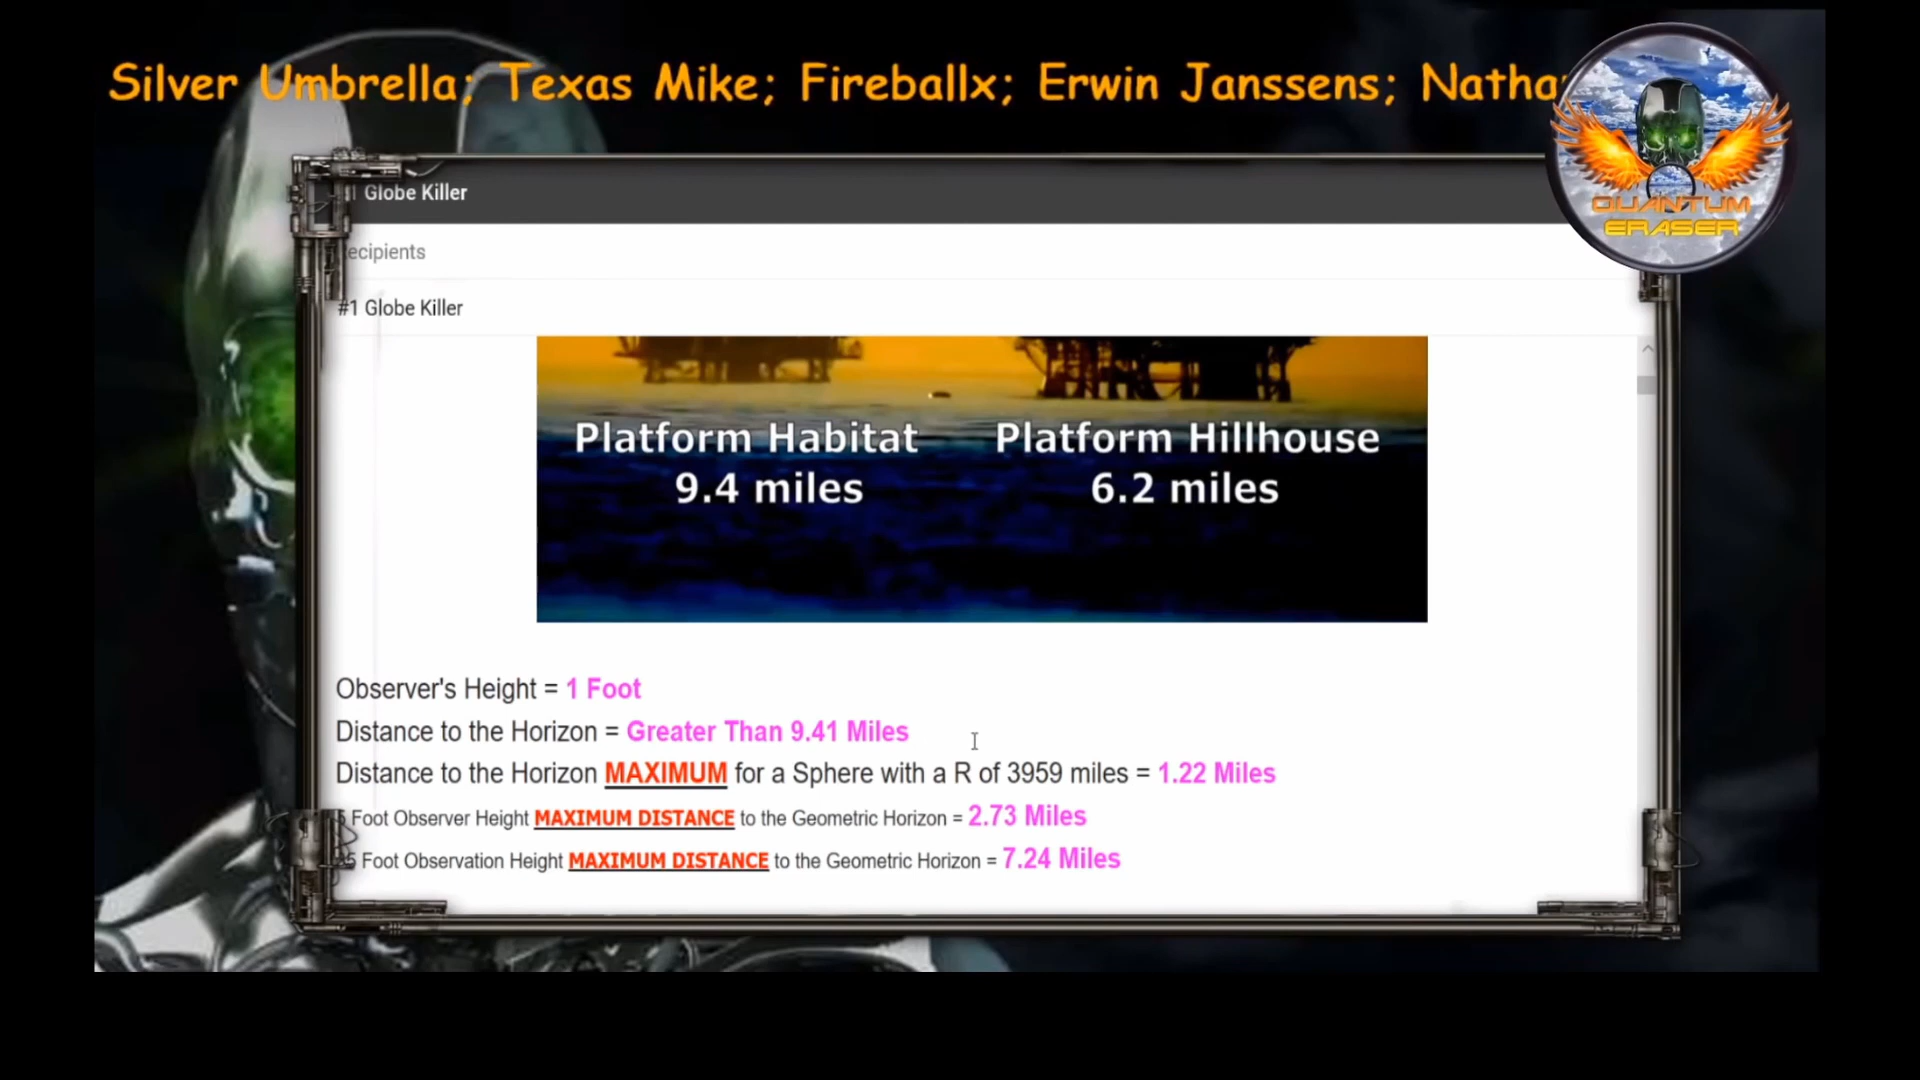 Silver Umbrella; Texas Mike; Fireballx; Erwin Janssens;
QUANTUM
ERASER
Globe Killer
ecipients
#1 Globe Killer
Platform Habitat
9.4 miles
Platform Hillhouse
6.2 miles
Observer's Height = 1 Foot
Distance to the Horizon = Greater Than 9.41 Miles
Distance to the Horizon MAXIMUM for a Sphere with a R of 3959 miles = 1.22 Miles
Foot Observer Height MAXIMUM DISTANCE to the Geometric Horizon = 2.73 Miles
Foot Observation Height MAXIMUM DISTANCE to the Geometric Horizon = 7.24 Miles